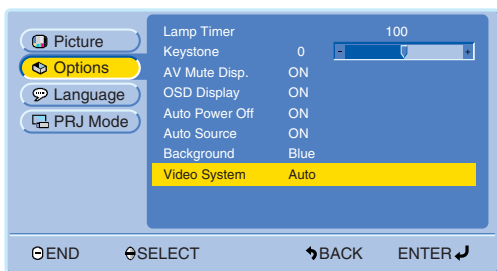 Picture
Options
Language
PRJ Mode
Lamp Timer 100
Keystone 0 - +
AV Mute Disp. ON
OSD Display ON
Auto Power Off ON
Auto Source ON
Background Blue
Video System Auto
END SELECT BACK ENTER